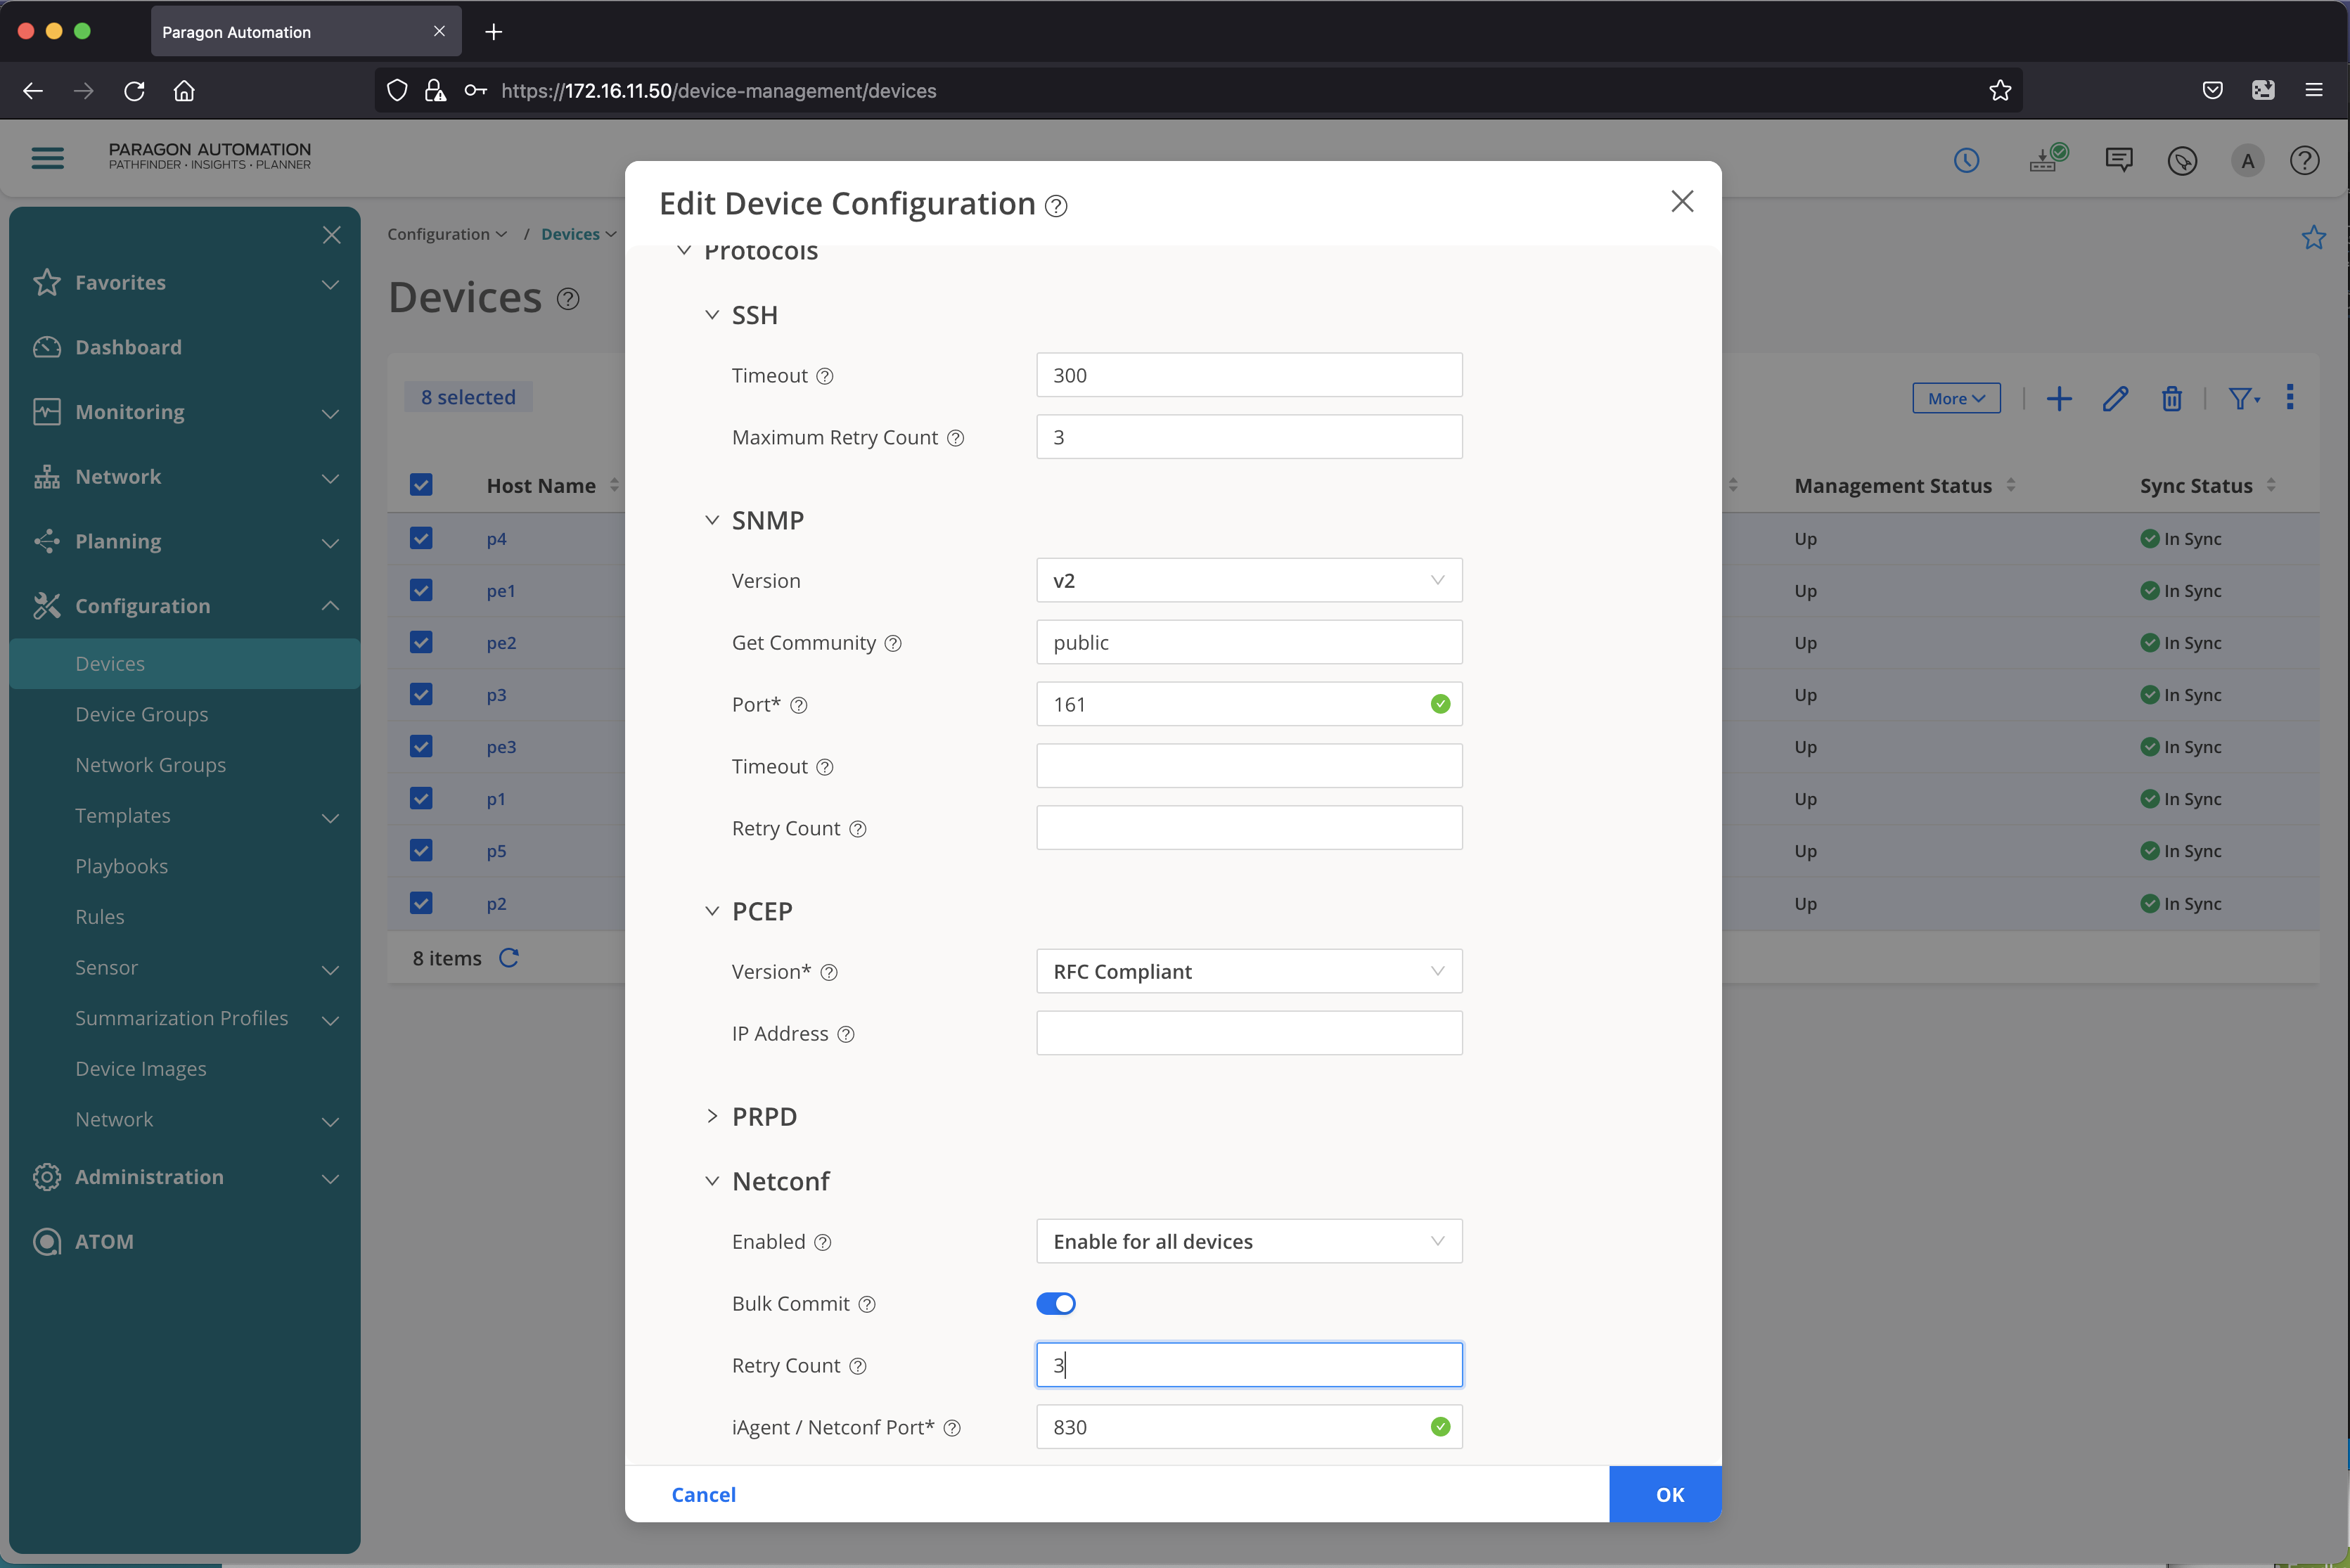 Paragon Automation
https://172.16.11.50/device-management/devices
PARAGON AUTOMATION
PATHFINDER • INSIGHTS • PLANNER
A
Favorites
Dashboard
Monitoring
Network
Planning
Configuration
Devices
Device Groups
Network Groups
Templates
Playbooks
Rules
Sensor
Summarization Profiles
Device Images
Network
Administration
ATOM
Configuration / Devices
Devices
8 selected
More
Host Name
Management Status
Sync Status
p4
Up
In Sync
pe1
Up
In Sync
pe2
Up
In Sync
p3
Up
In Sync
pe3
Up
In Sync
p1
Up
In Sync
p5
Up
In Sync
p2
Up
In Sync
8 items
Edit Device Configuration
Protocols
SSH
Timeout 300
Maximum Retry Count 3
SNMP
Version v2
Get Community public
Port* 161
Timeout
Retry Count
PCEP
Version* RFC Compliant
IP Address
PRPD
Netconf
Enabled Enable for all devices
Bulk Commit
Retry Count 3
iAgent / Netconf Port* 830
Cancel
OK